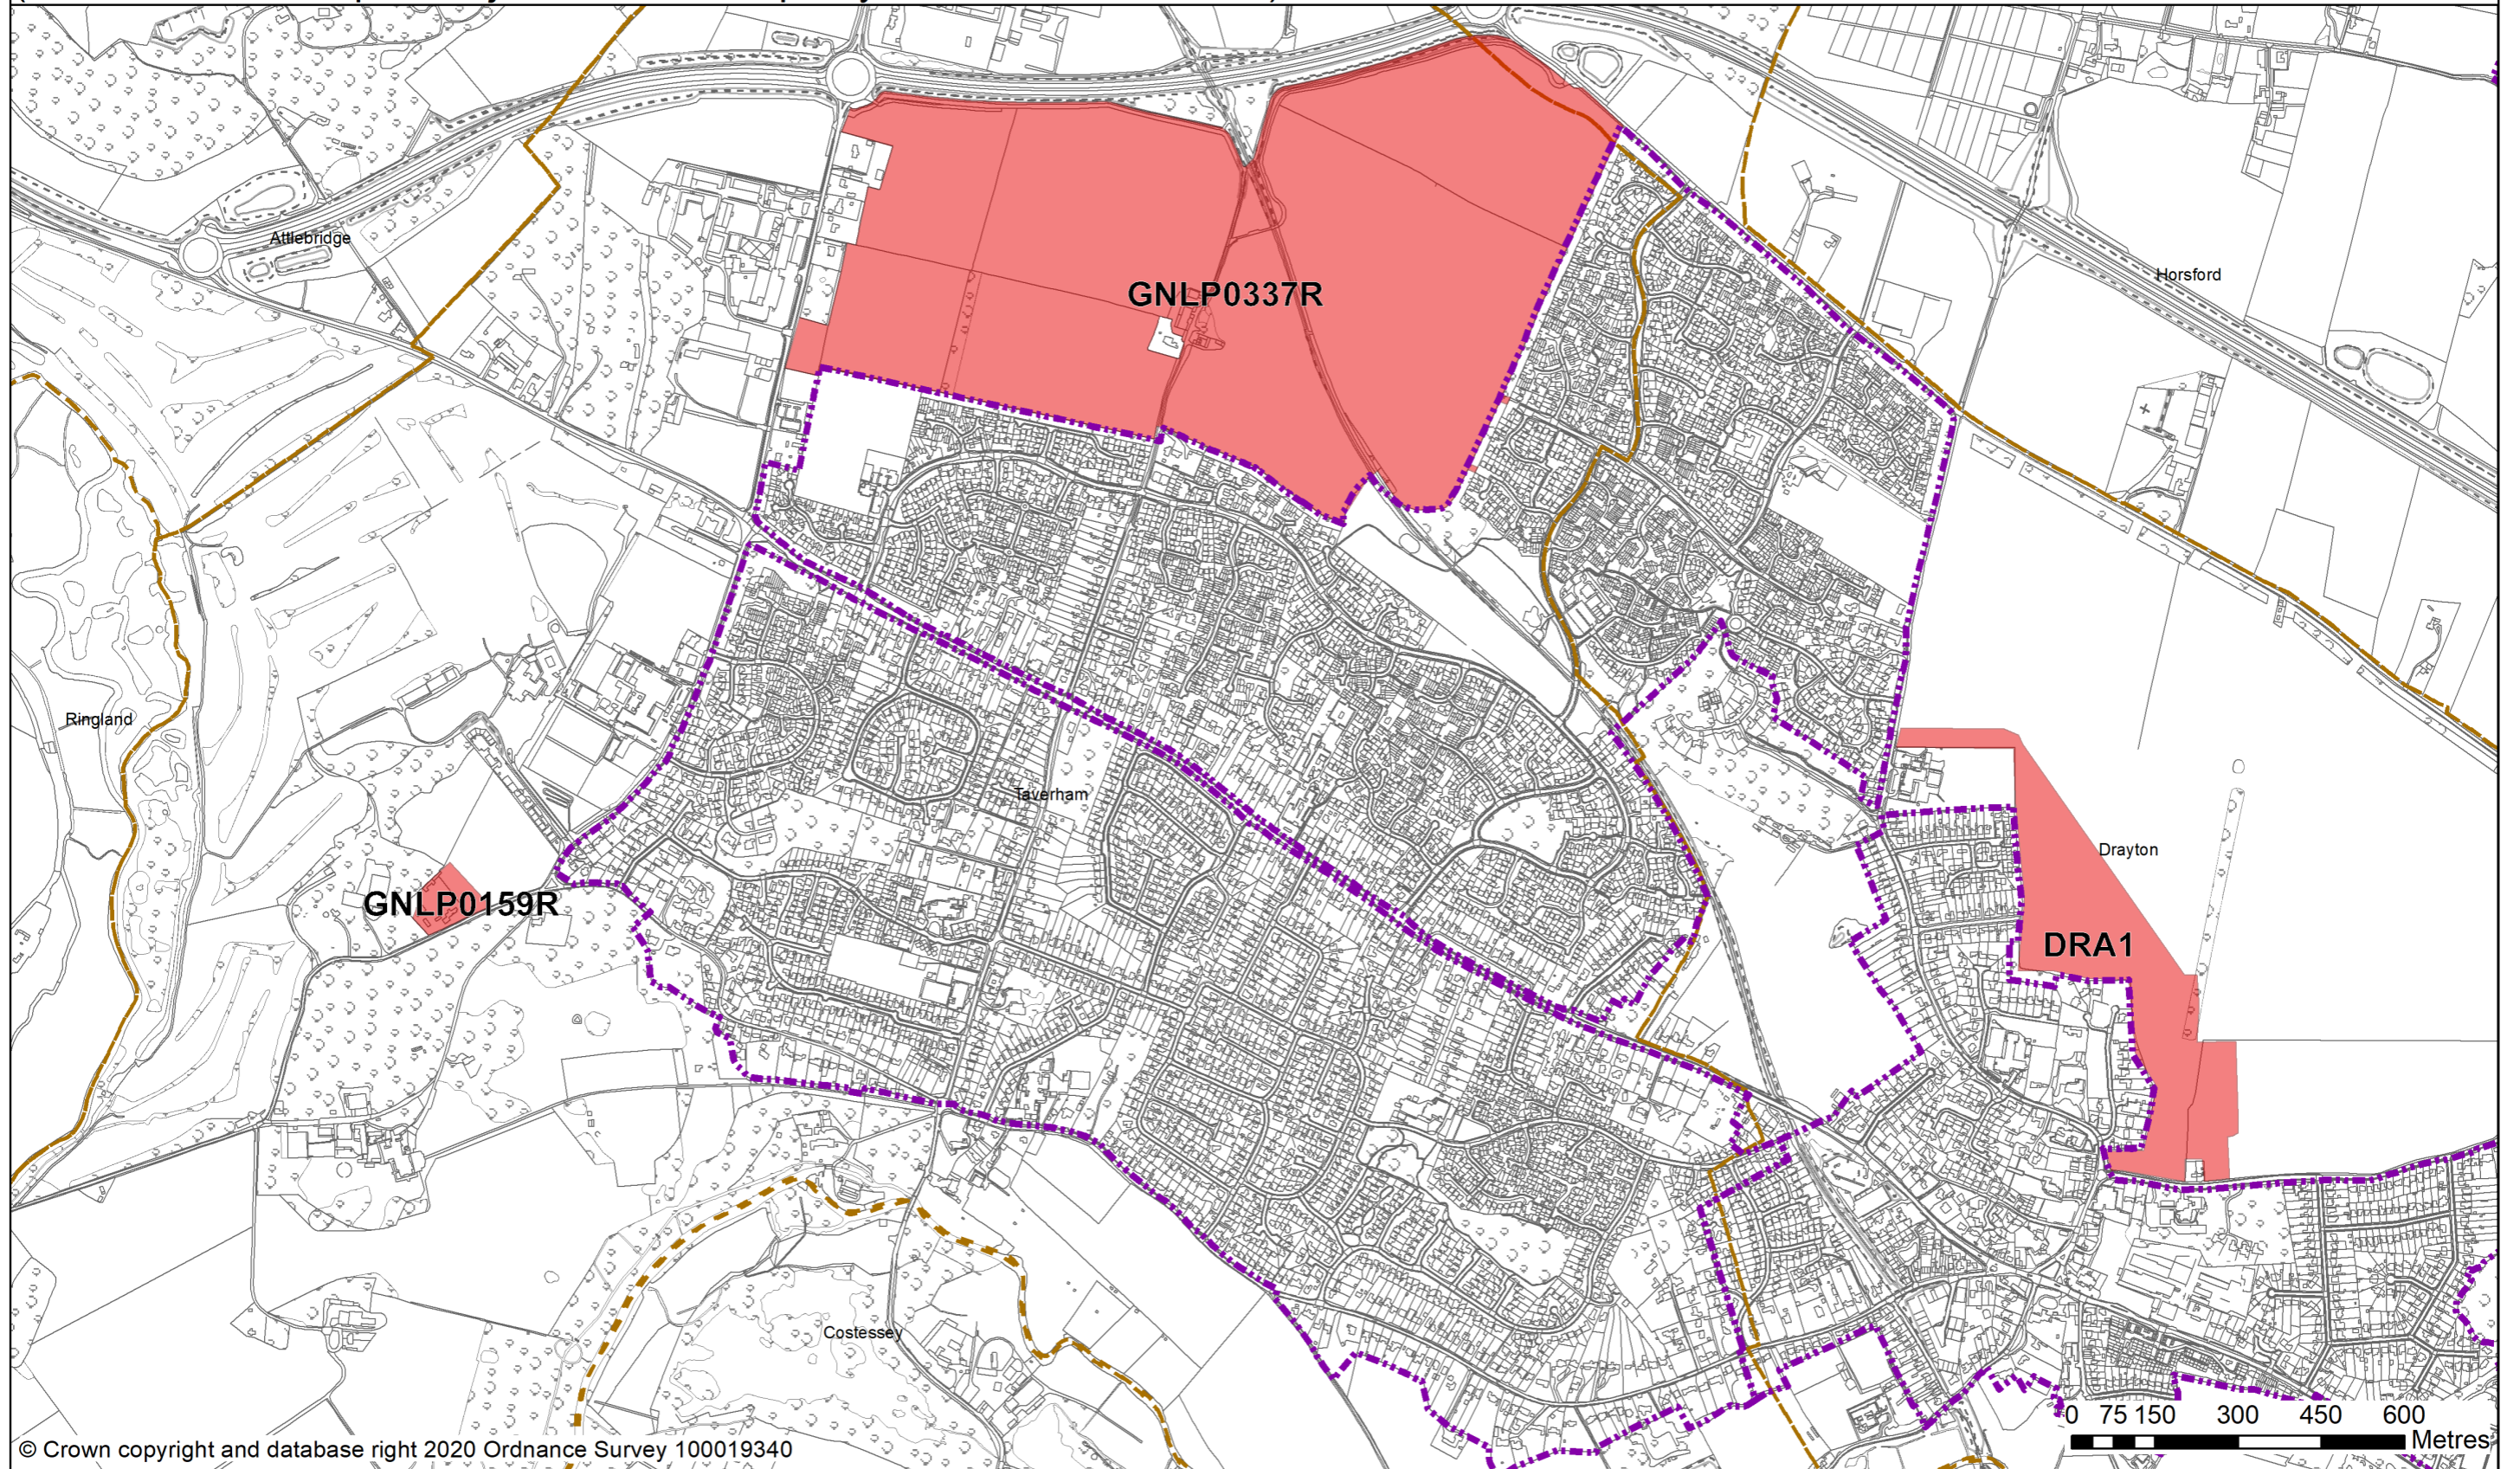 Attlebridge
Horsford
GNLP0337R
Ringland
Taverham
Drayton
GNLP0159R
DRA1
Costessey
0 75 150 300 450 600
Metres
© Crown copyright and database right 2020 Ordnance Survey 100019340